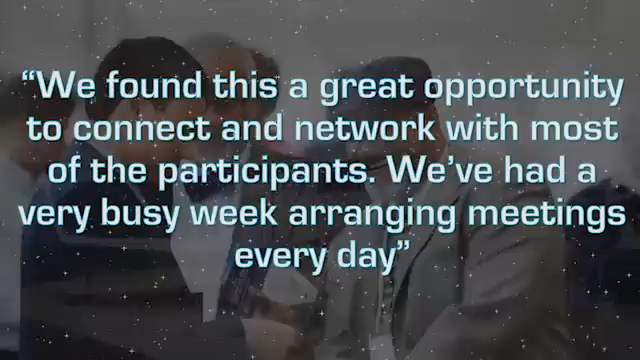 “We found this a great opportunity
to connect and network with most
of the participants. We’ve had a
very busy week arranging meetings
every day”